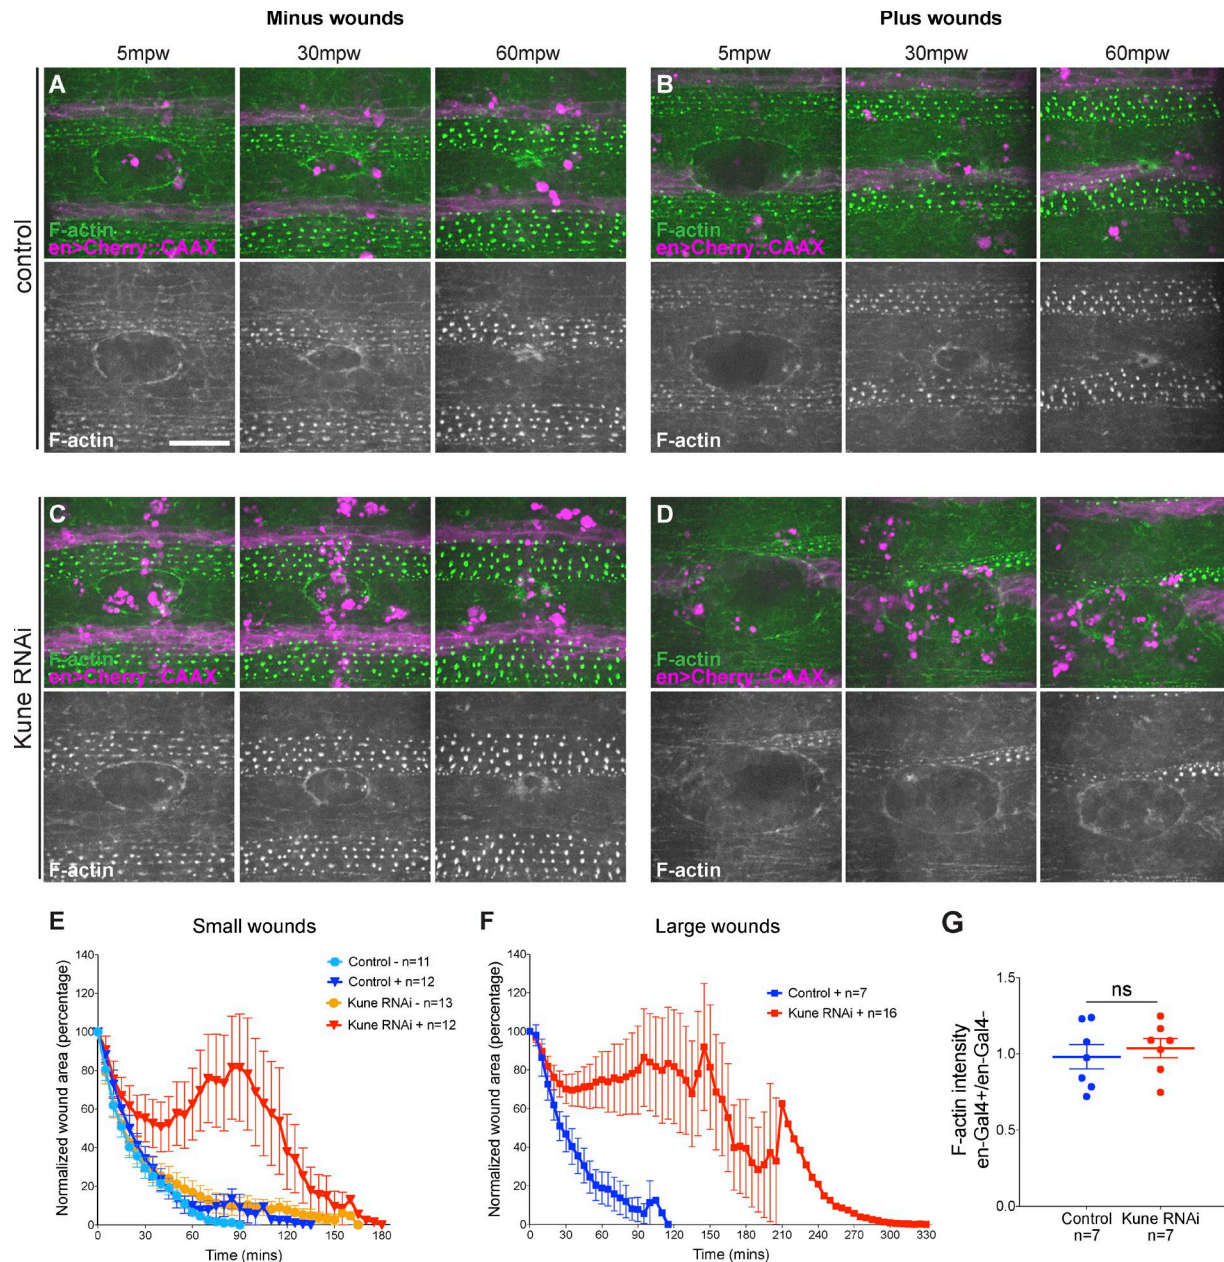 Minus wounds
Plus wounds
5mpw
30mpw
60mpw
5mpw
30mpw
60mpw
control
A
F-actin
en>Cherry::CAAX
B
F-actin
en>Cherry::CAAX
F-actin
F-actin
Kune RNAi
C
F-actin
en>Cherry::CAAX
D
F-actin
en>Cherry::CAAX
F-actin
F-actin
E
Small wounds
Normalized wound area (percentage)
140
120
100
80
60
40
20
0
0
30
60
90
120
150
180
Time (mins)
Control - n=11
Control + n=12
Kune RNAi - n=13
Kune RNAi + n=12
F
Large wounds
Normalized wound area (percentage)
140
120
100
80
60
40
20
0
0
30
60
90
120
150
180
210
240
270
300
330
Time (mins)
Control + n=7
Kune RNAi + n=16
G
F-actin intensity
en-Gal4+/en-Gal4-
1.5
1.0
0.5
0.0
ns
Control
n=7
Kune RNAi
n=7